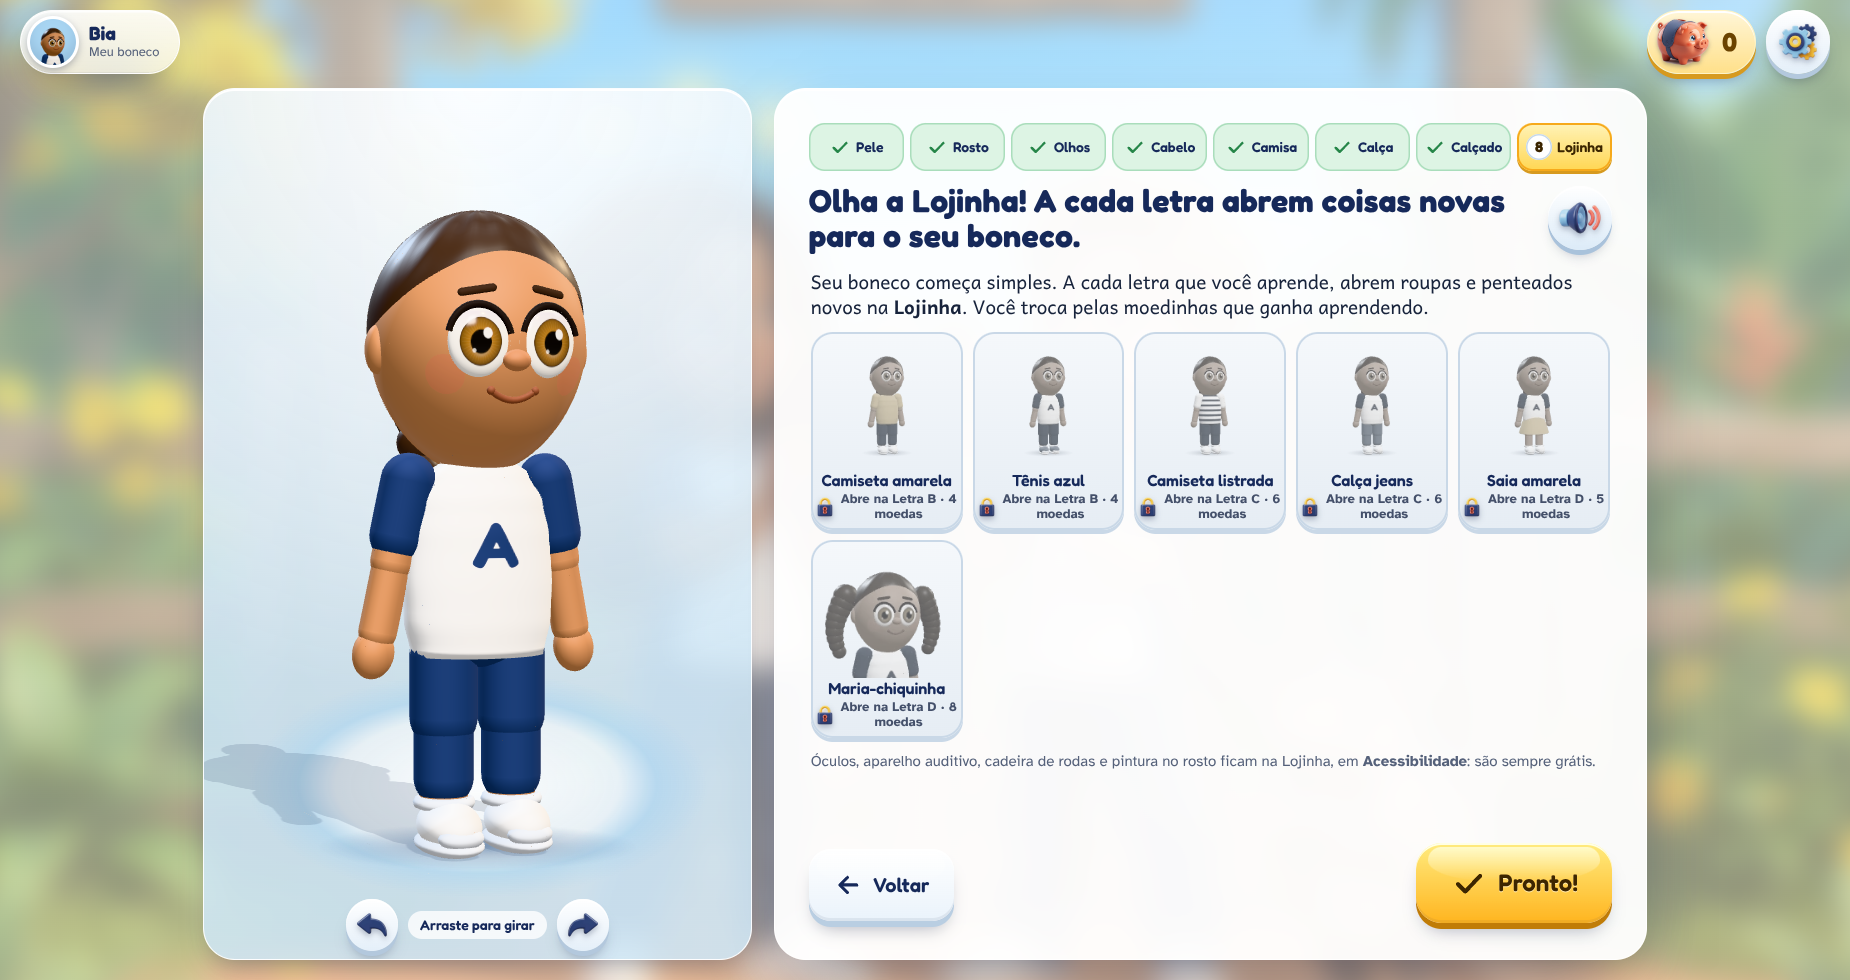 Bia
Meu boneco
0
Pele
Rosto
Olhos
Cabelo
Camisa
Calça
Calçado
8 Lojinha
Olha a Lojinha! A cada letra abrem coisas novas
para o seu boneco.
Seu boneco começa simples. A cada letra que você aprende, abrem roupas e penteados
novos na Lojinha. Você troca pelas moedinhas que ganha aprendendo.
A
Camiseta amarela
Abre na Letra B · 4
moedas
A
Tênis azul
Abre na Letra B · 4
moedas
Camiseta listrada
Abre na Letra C · 6
moedas
A
Calça jeans
Abre na Letra C · 6
moedas
A
Saia amarela
Abre na Letra D · 5
moedas
Maria-chiquinha
Abre na Letra D · 8
moedas
Óculos, aparelho auditivo, cadeira de rodas e pintura no rosto ficam na Lojinha, em Acessibilidade: são sempre grátis.
Voltar
Pronto!
Arraste para girar